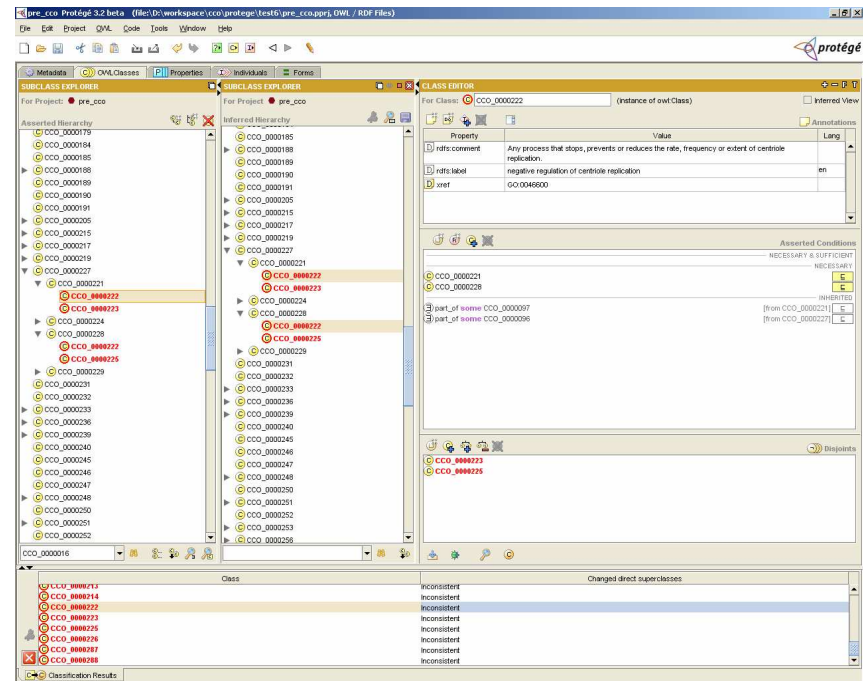 pre_cco Protégé 3.2 beta (file:\D:\workspace\cco\protege\test6\pre_cco.pprj, OWL / RDF Files)
File Edit Project OWL Code Tools Window Help
protégé
Metadata OWLClasses Properties Individuals Forms
SUBCLASS EXPLORER
For Project: pre_cco
Asserted Hierarchy
CCO_0000179
CCO_0000184
CCO_0000185
CCO_0000188
CCO_0000189
CCO_0000190
CCO_0000191
CCO_0000205
CCO_0000215
CCO_0000217
CCO_0000219
CCO_0000227
CCO_0000221
CCO_0000222
CCO_0000223
CCO_0000224
CCO_0000228
CCO_0000222
CCO_0000225
CCO_0000229
CCO_0000231
CCO_0000232
CCO_0000233
CCO_0000236
CCO_0000239
CCO_0000240
CCO_0000245
CCO_0000246
CCO_0000247
CCO_0000248
CCO_0000250
CCO_0000251
CCO_0000252
CCO_0000016
SUBCLASS EXPLORER
For Project: pre_cco
Inferred Hierarchy
CCO_0000185
CCO_0000188
CCO_0000189
CCO_0000190
CCO_0000191
CCO_0000205
CCO_0000215
CCO_0000217
CCO_0000219
CCO_0000227
CCO_0000221
CCO_0000222
CCO_0000223
CCO_0000224
CCO_0000228
CCO_0000222
CCO_0000225
CCO_0000229
CCO_0000231
CCO_0000232
CCO_0000233
CCO_0000236
CCO_0000239
CCO_0000240
CCO_0000245
CCO_0000246
CCO_0000247
CCO_0000248
CCO_0000250
CCO_0000251
CCO_0000252
CCO_0000253
CCO_0000256
CLASS EDITOR
For Class: CCO_0000222 (instance of owl:Class) Inferred View
Annotations
Property Value Lang
rdfs:comment Any process that stops, prevents or reduces the rate, frequency or extent of centriole
replication.
rdfs:label negative regulation of centriole replication en
xref GO:0046600
Asserted Conditions
NECESSARY & SUFFICIENT
NECESSARY
CCO_0000221
CCO_0000228
INHERITED
part_of some CCO_0000097 [from CCO_0000221]
part_of some CCO_0000096 [from CCO_0000227]
Disjoints
CCO_0000223
CCO_0000225
Class Changed direct superclasses
CCO_0000213 Inconsistent
CCO_0000214 Inconsistent
CCO_0000222 Inconsistent
CCO_0000223 Inconsistent
CCO_0000225 Inconsistent
CCO_0000226 Inconsistent
CCO_0000287 Inconsistent
CCO_0000288 Inconsistent
Classification Results